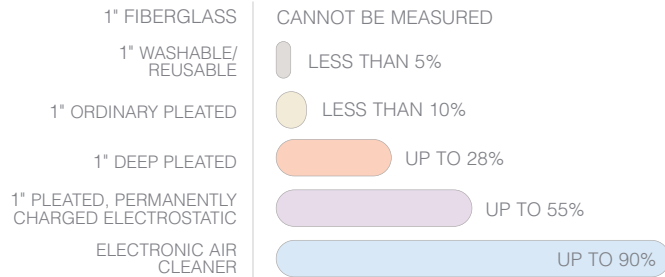 1" FIBERGLASS CANNOT BE MEASURED
1" WASHABLE/
REUSABLE
LESS THAN 5%
1" ORDINARY PLEATED LESS THAN 10%
1" DEEP PLEATED UP TO 28%
1" PLEATED, PERMANENTLY
CHARGED ELECTROSTATIC
UP TO 55%
ELECTRONIC AIR
CLEANER
UP TO 90%